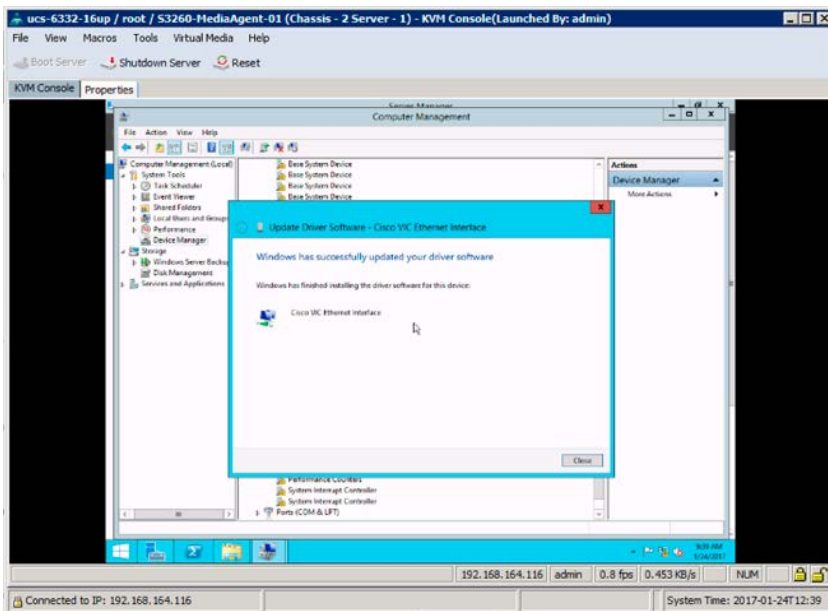 ucs-6332-16up / root / S3260-MediaAgent-01 (Chassis - 2 Server - 1) - KVM Console(Launched By: admin)
File View Macros Tools Virtual Media Help
Boot Server Shutdown Server Reset
KVM Console Properties
Server Manager
Computer Management
File Action View Help
Computer Management (Local)
System Tools
Task Scheduler
Event Viewer
Shared Folders
Local Users and Groups
Performance
Device Manager
Storage
Windows Server Backup
Disk Management
Services and Applications
Base System Device
Base System Device
Base System Device
Base System Device
Actions
Device Manager
More Actions
Update Driver Software - Cisco VIC Ethernet Interface
Windows has successfully updated your driver software
Windows has finished installing the driver software for this device:
Cisco VIC Ethernet Interface
Close
Performance Counters
System Interrupt Controller
System Interrupt Controller
Ports (COM & LPT)
9:39 AM
1/24/2017
192.168.164.116 admin 0.8 fps 0.453 KB/s NUM
Connected to IP: 192.168.164.116 System Time: 2017-01-24T12:39